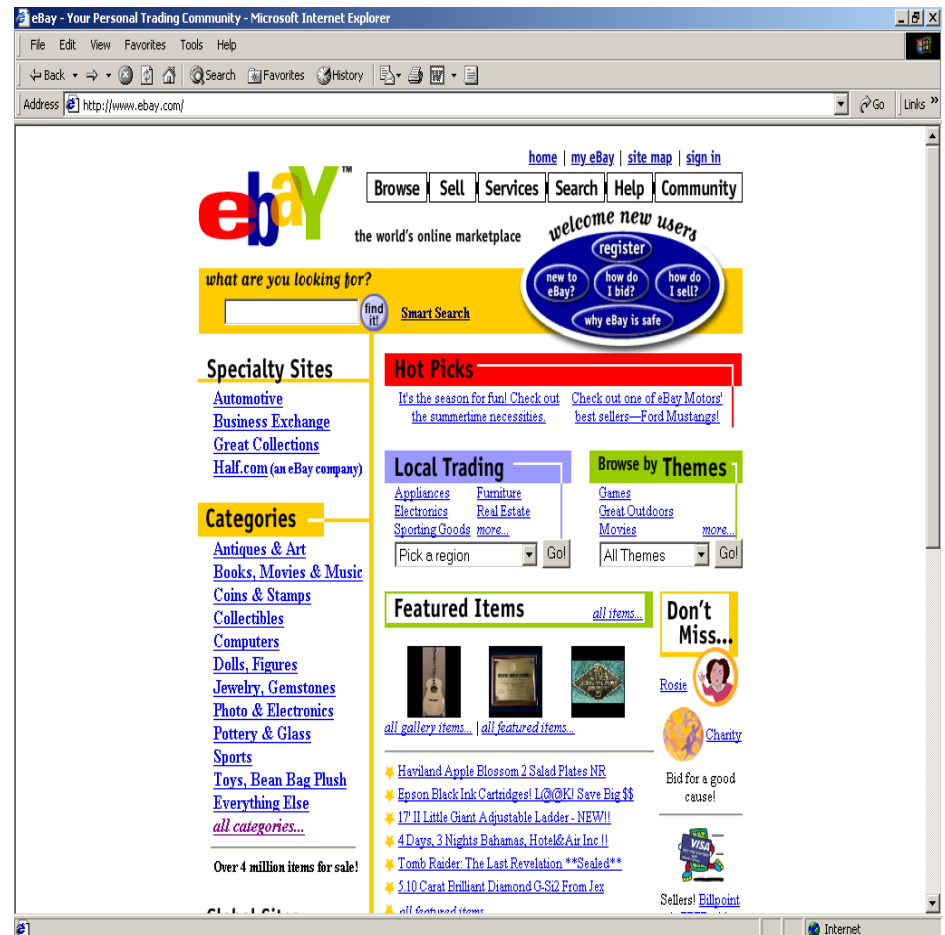 eBay - Your Personal Trading Community - Microsoft Internet Explorer
File Edit View Favorites Tools Help
Back Search Favorites History
Address http://www.ebay.com/ Go Links »
home | my eBay | site map | sign in
ebay™
Browse Sell Services Search Help Community
the world's online marketplace
welcome new users
register
new to eBay?
how do I bid?
how do I sell?
why eBay is safe
what are you looking for?
find it!
Smart Search
Specialty Sites
Automotive
Business Exchange
Great Collections
Half.com (an eBay company)
Categories
Antiques & Art
Books, Movies & Music
Coins & Stamps
Collectibles
Computers
Dolls, Figures
Jewelry, Gemstones
Photo & Electronics
Pottery & Glass
Sports
Toys, Bean Bag Plush
Everything Else
all categories...
Over 4 million items for sale!
Hot Picks
It's the season for fun! Check out
the summertime necessities.
Check out one of eBay Motors'
best sellers—Ford Mustangs!
Local Trading
Appliances Furniture
Electronics Real Estate
Sporting Goods more...
Pick a region Go!
Browse by Themes
Games
Great Outdoors
Movies more...
All Themes Go!
Featured Items all items...
all gallery items... | all featured items...
Haviland Apple Blossom 2 Salad Plates NR
Epson Black Ink Cartridges! L@@K! Save Big $$
17' II Little Giant Adjustable Ladder - NEW!!
4 Days, 3 Nights Bahamas, Hotel&Air Inc !!
Tomb Raider: The Last Revelation **Sealed**
5.10 Carat Brilliant Diamond G-Si2 From Jex
all featured items
Don't
Miss...
Rosie
Charity
Bid for a good
cause!
VISA
Sellers! Billpoint
Internet